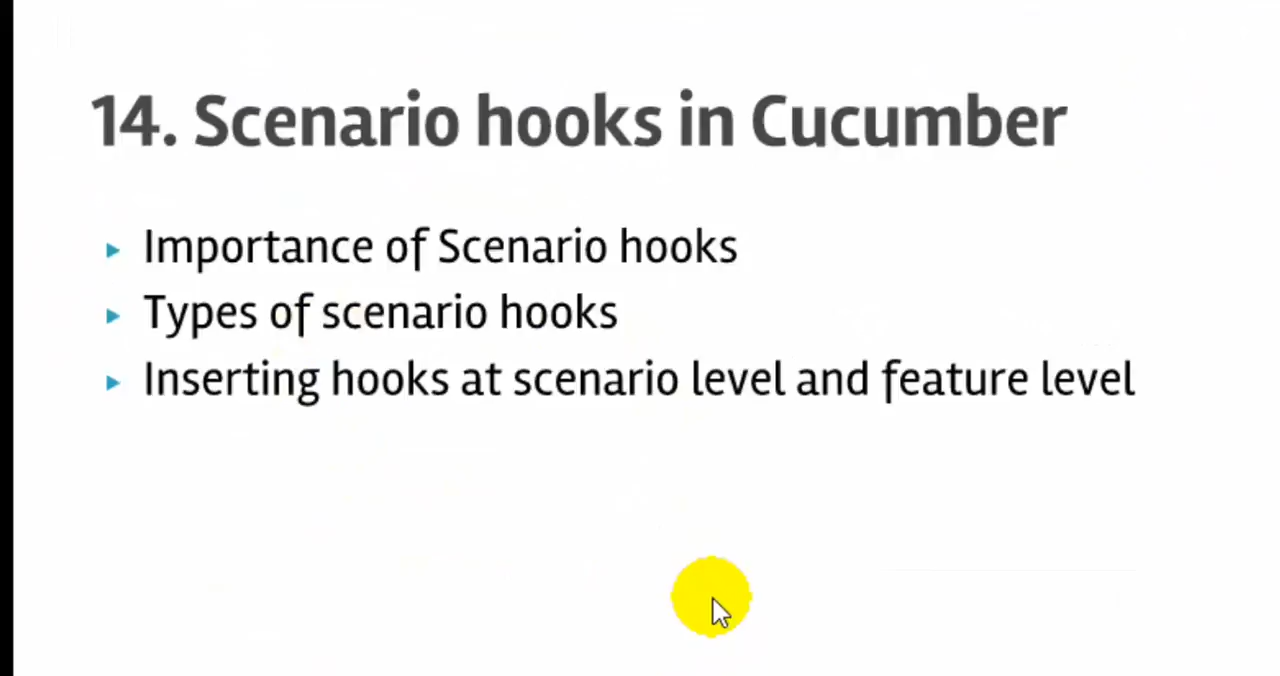 14. Scenario hooks in Cucumber
Importance of Scenario hooks
Types of scenario hooks
Inserting hooks at scenario level and feature level